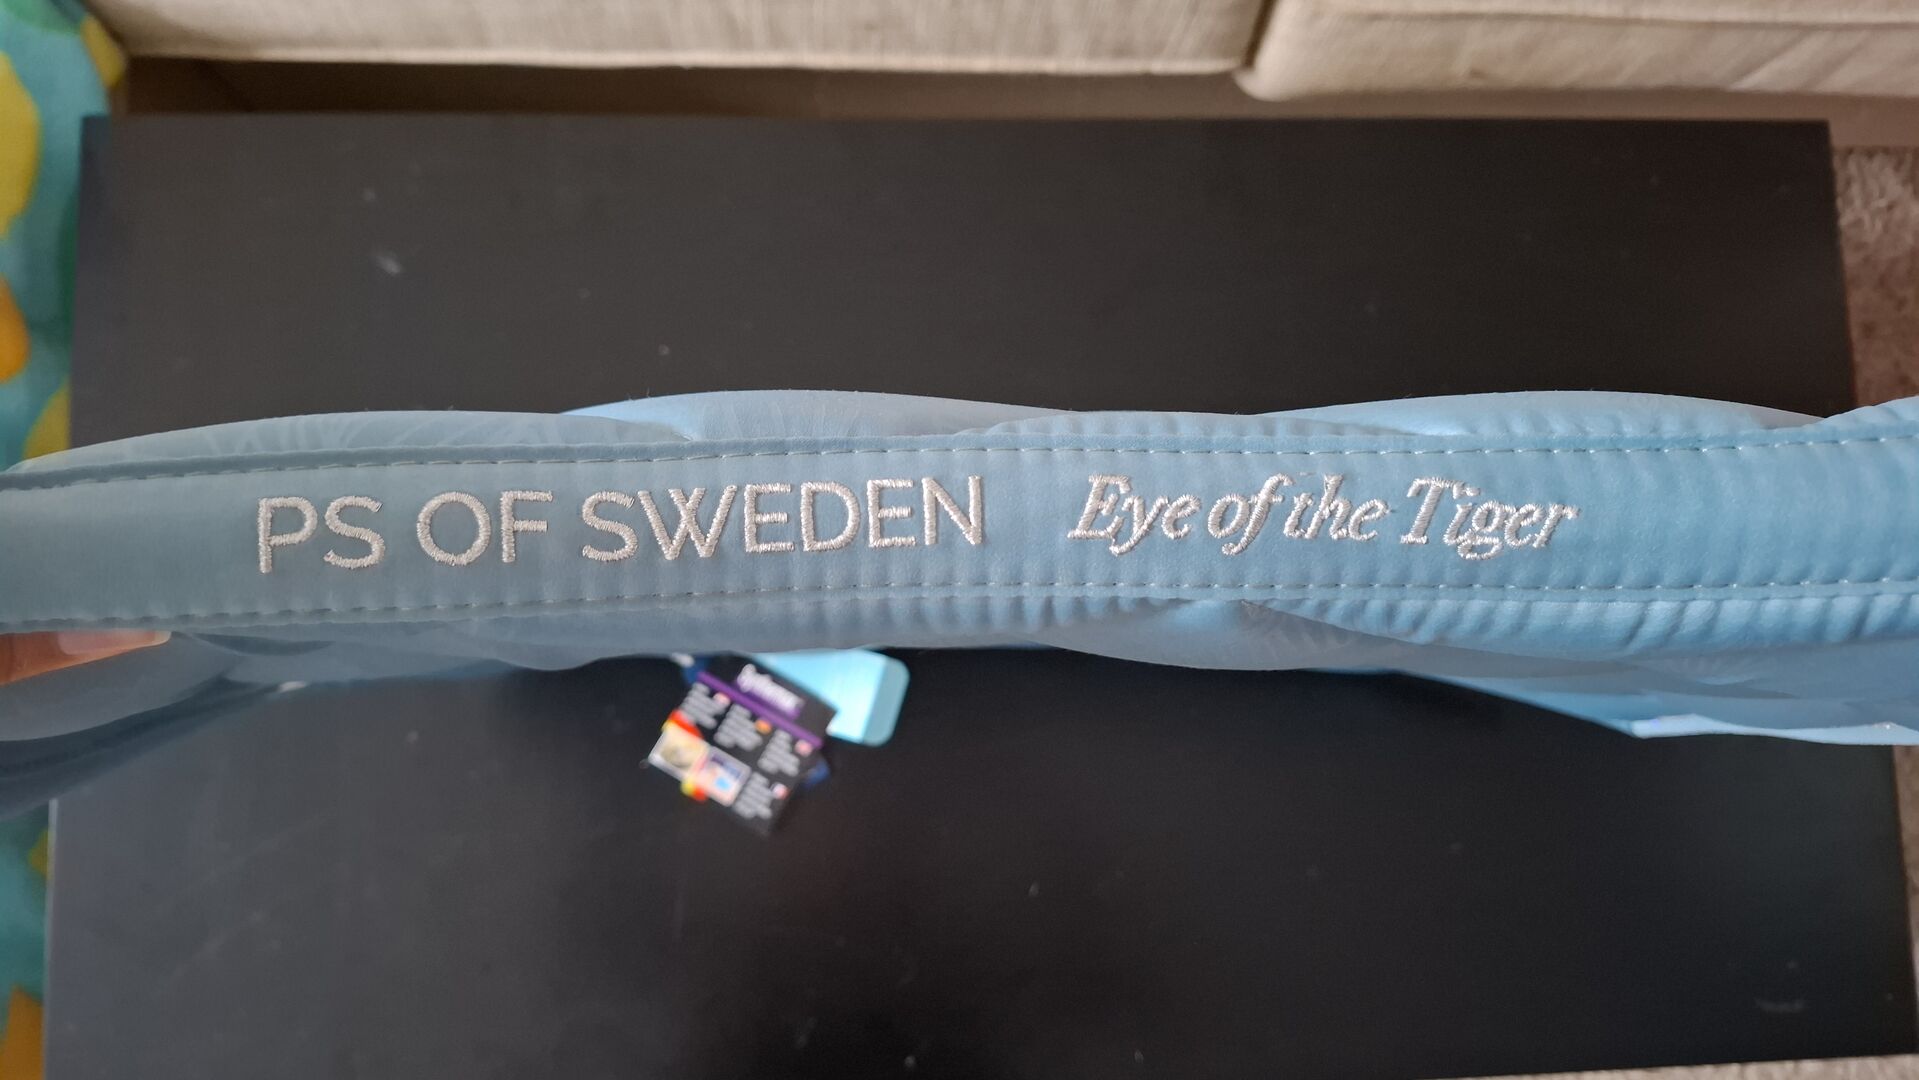 PS OF SWEDEN Eye of the Tiger